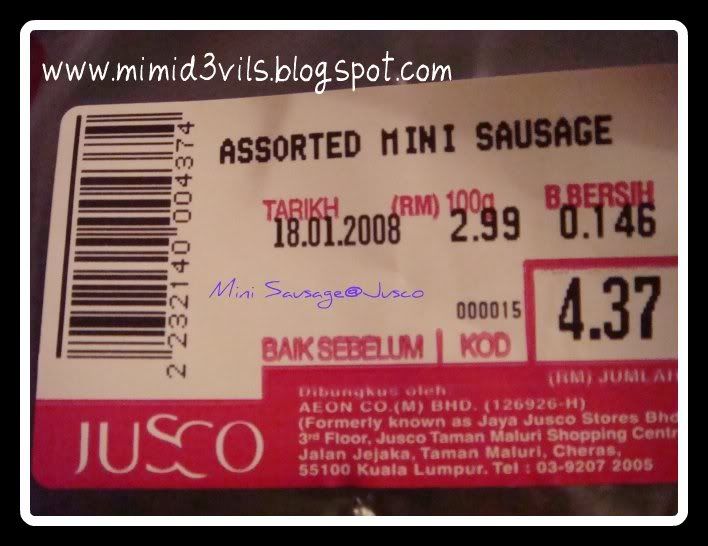 www.mimid3vils.blogspot.com
ASSORTED MINI SAUSAGE
TARIKH (RM) 100g B.BERSIH
18.01.2008 2.99 0.146
Mini Sausage@Jusco
000015 4.37
BAIK SEBELUM KOD
(RM) JUMLAH
2 232140 004374
JUSCO
Dibungkus oleh
AEON CO.(M) BHD. (126926-H)
(Formerly known as Jaya Jusco Stores Bhd
3rd Floor, Jusco Taman Maluri Shopping Centr
Jalan Jejaka, Taman Maluri, Cheras,
55100 Kuala Lumpur. Tel : 03-9207 2005